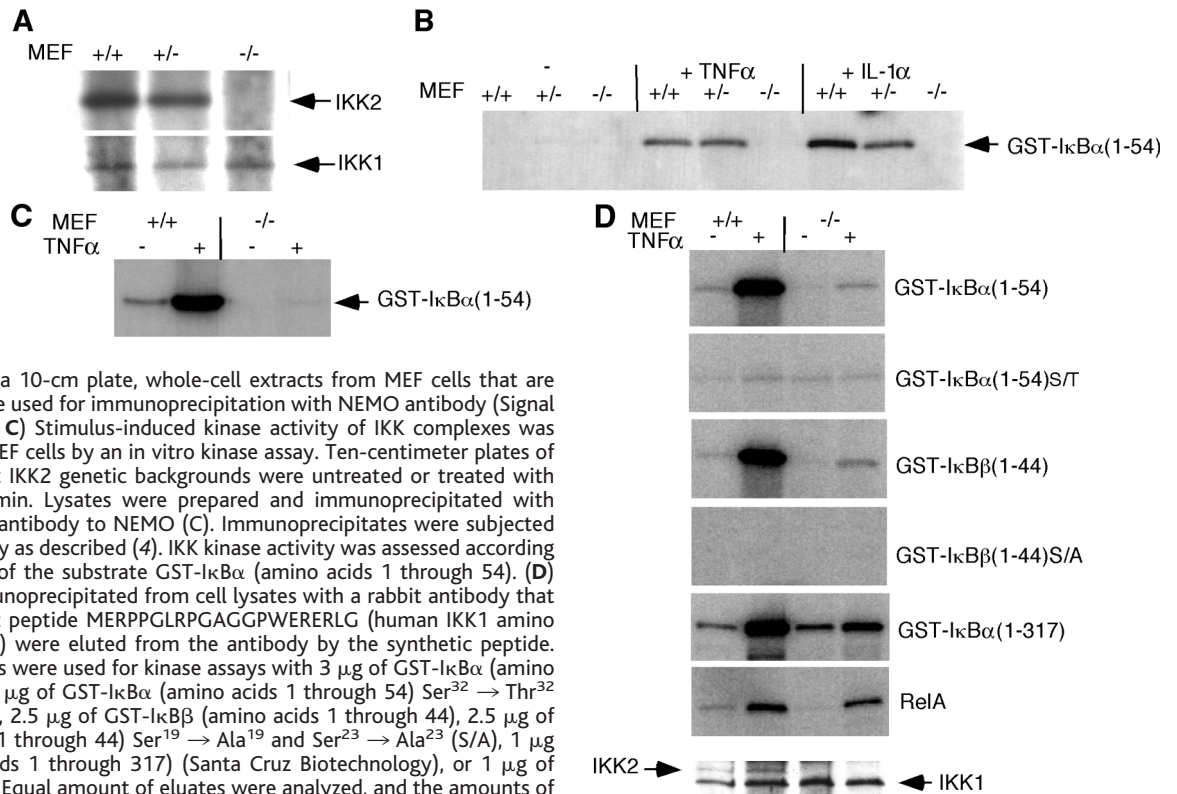 A
MEF +/+ +/- -/-
IKK2
IKK1
B
- + TNFα + IL-1α
MEF +/+ +/- -/- +/+ +/- -/- +/+ +/- -/-
GST-IκBα(1-54)
C
MEF +/+ -/-
TNFα - + - +
GST-IκBα(1-54)
D
MEF +/+ -/-
TNFα - + - +
GST-IκBα(1-54)
GST-IκBα(1-54)S/T
GST-IκBβ(1-44)
GST-IκBβ(1-44)S/A
GST-IκBα(1-317)
RelA
IKK2
IKK1
a 10-cm plate, whole-cell extracts from MEF cells that are
e used for immunoprecipitation with NEMO antibody (Signal
C) Stimulus-induced kinase activity of IKK complexes was
EF cells by an in vitro kinase assay. Ten-centimeter plates of
IKK2 genetic backgrounds were untreated or treated with
min. Lysates were prepared and immunoprecipitated with
antibody to NEMO (C). Immunoprecipitates were subjected
y as described (4). IKK kinase activity was assessed according
of the substrate GST-IκBα (amino acids 1 through 54). (D)
unoprecipitated from cell lysates with a rabbit antibody that
peptide MERPPGLRPGAGGPWERERLG (human IKK1 amino
) were eluted from the antibody by the synthetic peptide.
s were used for kinase assays with 3 μg of GST-IκBα (amino
μg of GST-IκBα (amino acids 1 through 54) Ser32 → Thr32
, 2.5 μg of GST-IκBβ (amino acids 1 through 44), 2.5 μg of
1 through 44) Ser19 → Ala19 and Ser23 → Ala23 (S/A), 1 μg
ds 1 through 317) (Santa Cruz Biotechnology), or 1 μg of
Equal amount of eluates were analyzed, and the amounts of